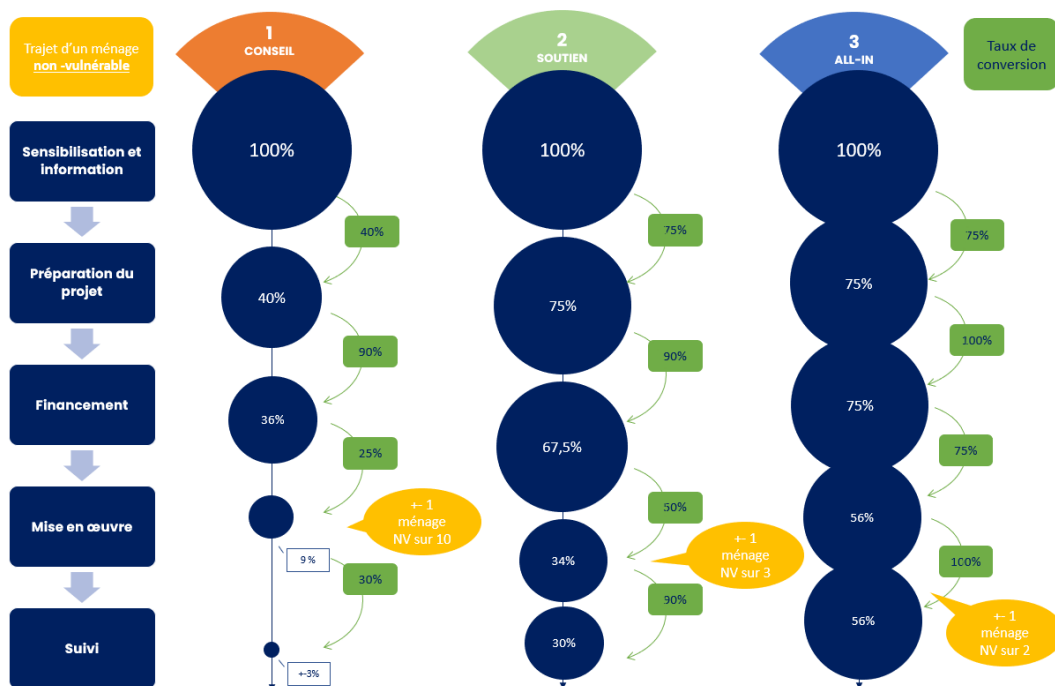 Trajet d'un ménage
non -vulnérable
1
CONSEIL
2
SOUTIEN
3
ALL-IN
Taux de
conversion
Sensibilisation et
information
100%
100%
100%
40%
75%
75%
Préparation du
projet
40%
75%
75%
90%
90%
100%
Financement
36%
67,5%
75%
25%
50%
75%
Mise en œuvre
9 %
+- 1
ménage
NV sur 10
34%
+- 1
ménage
NV sur 3
56%
30%
90%
100%
Suivi
+-3%
30%
56%
+- 1
ménage
NV sur 2